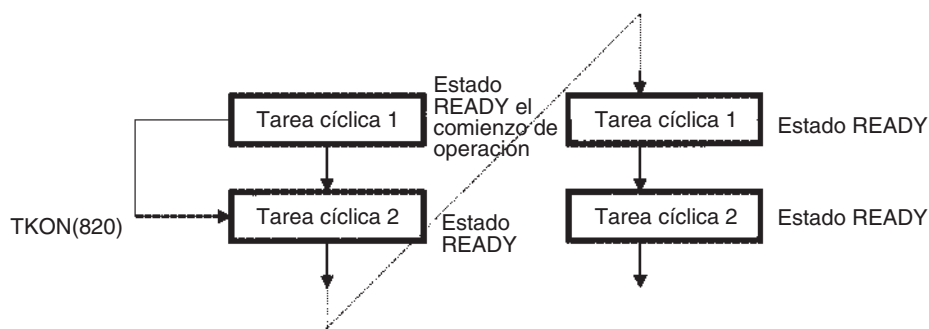 Tarea cíclica 1
Estado
READY el
comienzo de
operación
TKON(820)
Tarea cíclica 2
Estado
READY
Tarea cíclica 1
Estado READY
Tarea cíclica 2
Estado READY